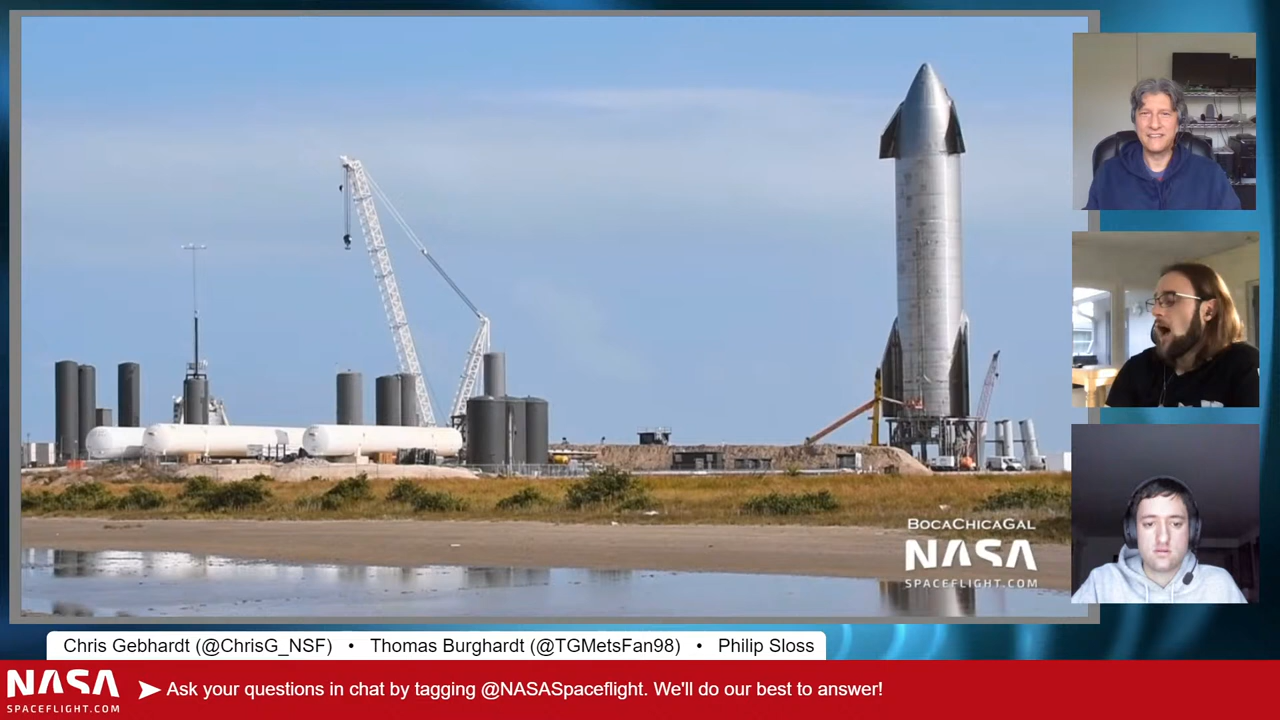 BOCACHICAGAL
NASA
SPACEFLIGHT.COM
Chris Gebhardt (@ChrisG_NSF) • Thomas Burghardt (@TGMetsFan98) • Philip Sloss
NASA
SPACEFLIGHT.COM
Ask your questions in chat by tagging @NASASpaceflight. We'll do our best to answer!